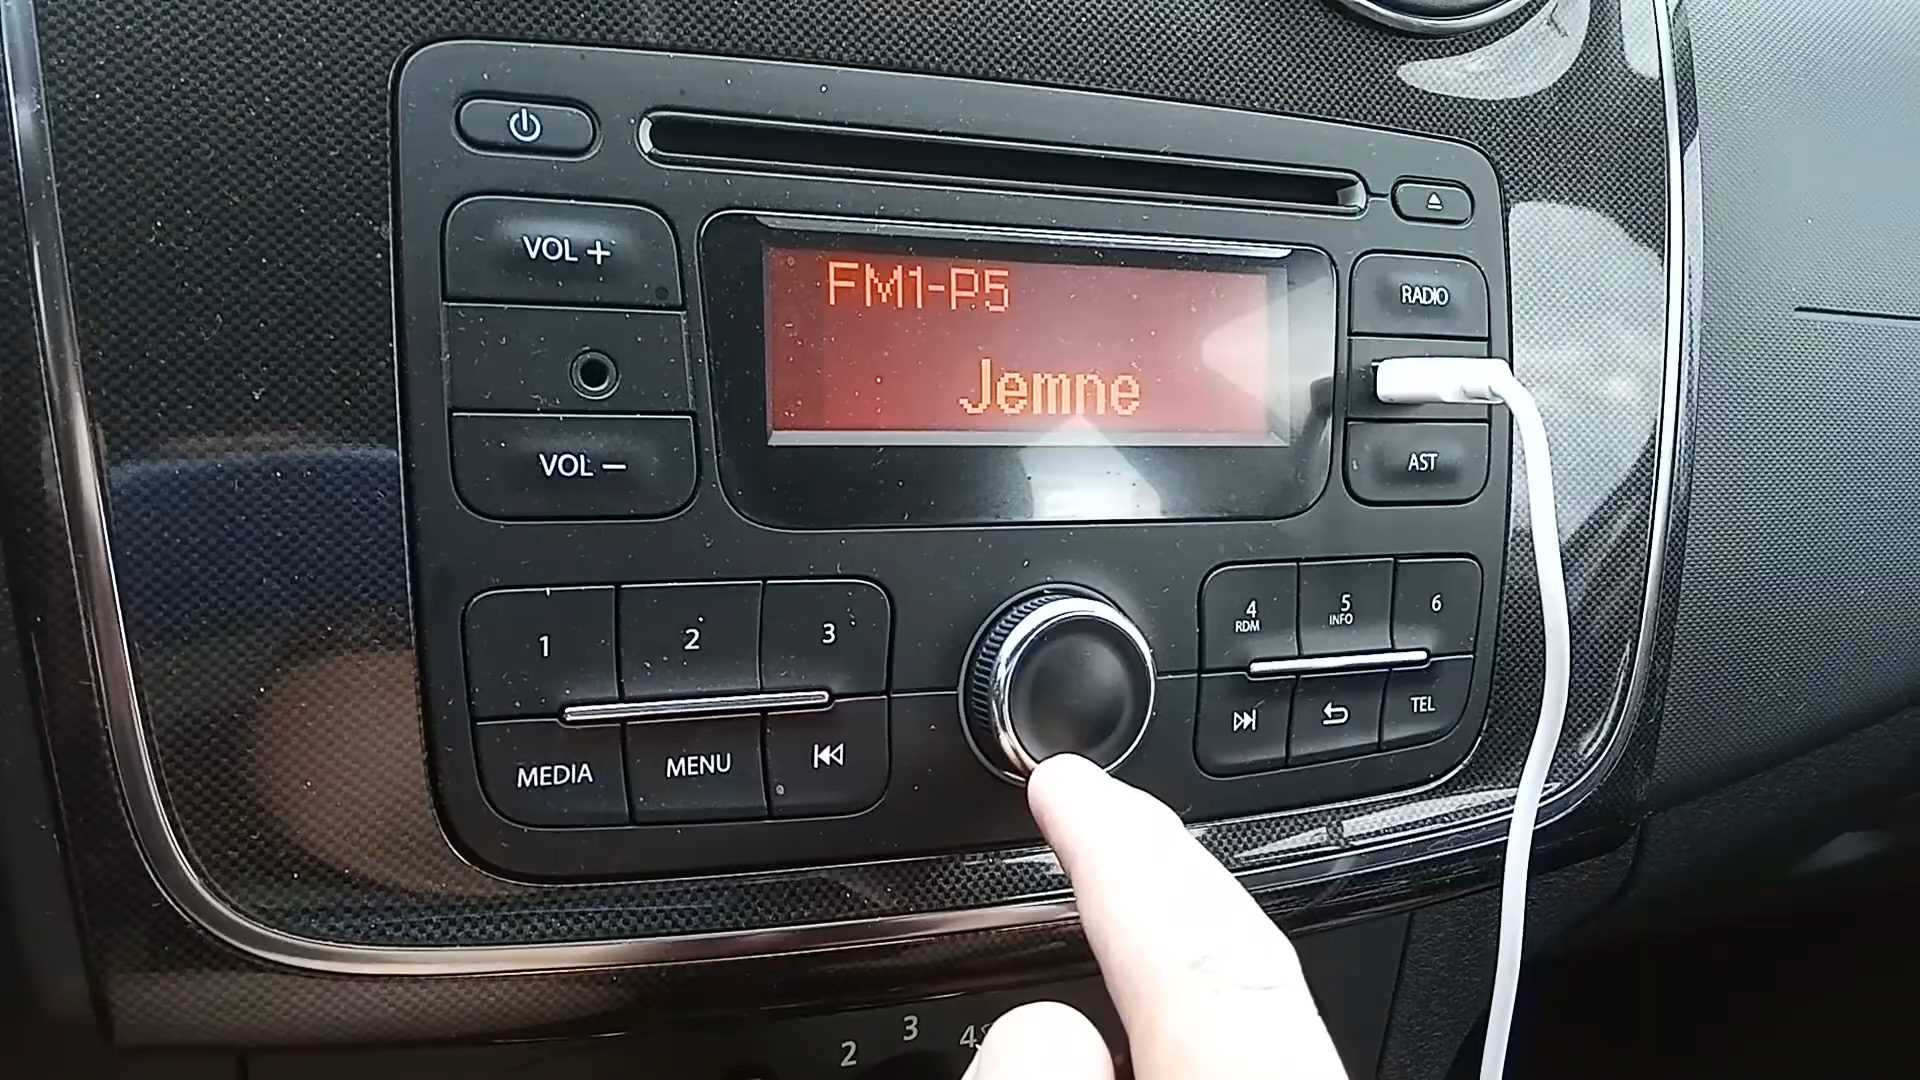 VOL +
FM1-P5
RADIO
Jemne
VOL −
AST
1
2
3
4
RDM
5
INFO
6
MEDIA
MENU
TEL
2
3
4